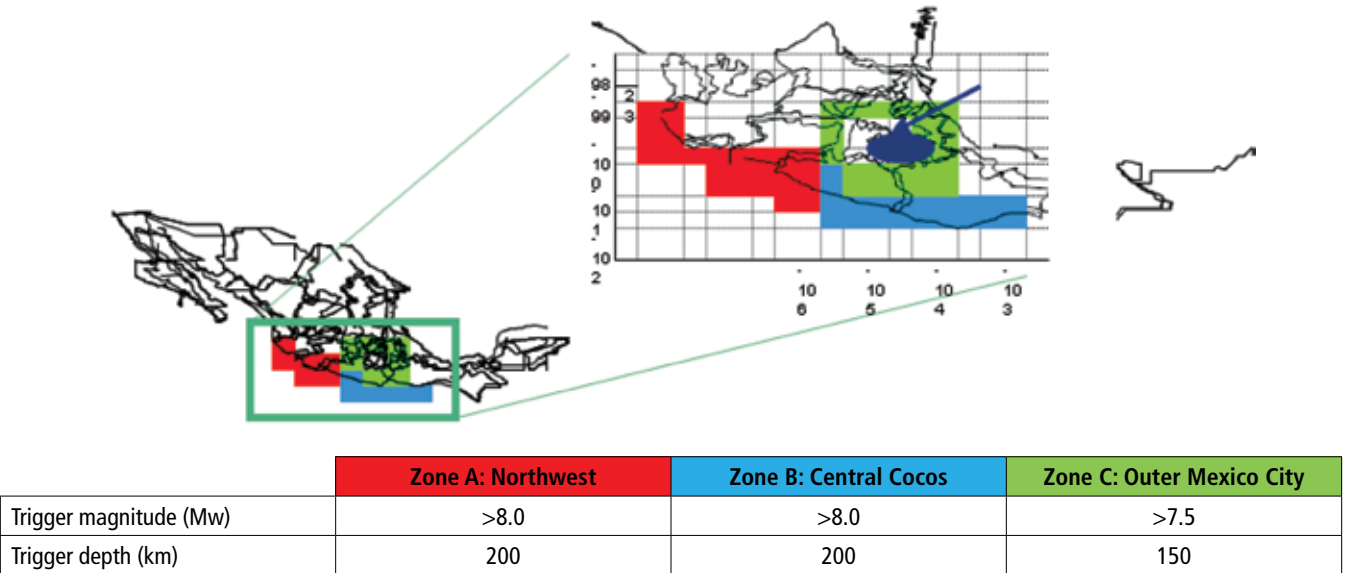 -
98
2
-
99
3
-
10
0
-
10
1
-
10
2
- - - -
10 10 10 10
6 5 4 3
Zone A: Northwest Zone B: Central Cocos Zone C: Outer Mexico City
Trigger magnitude (Mw) >8.0 >8.0 >7.5
Trigger depth (km) 200 200 150